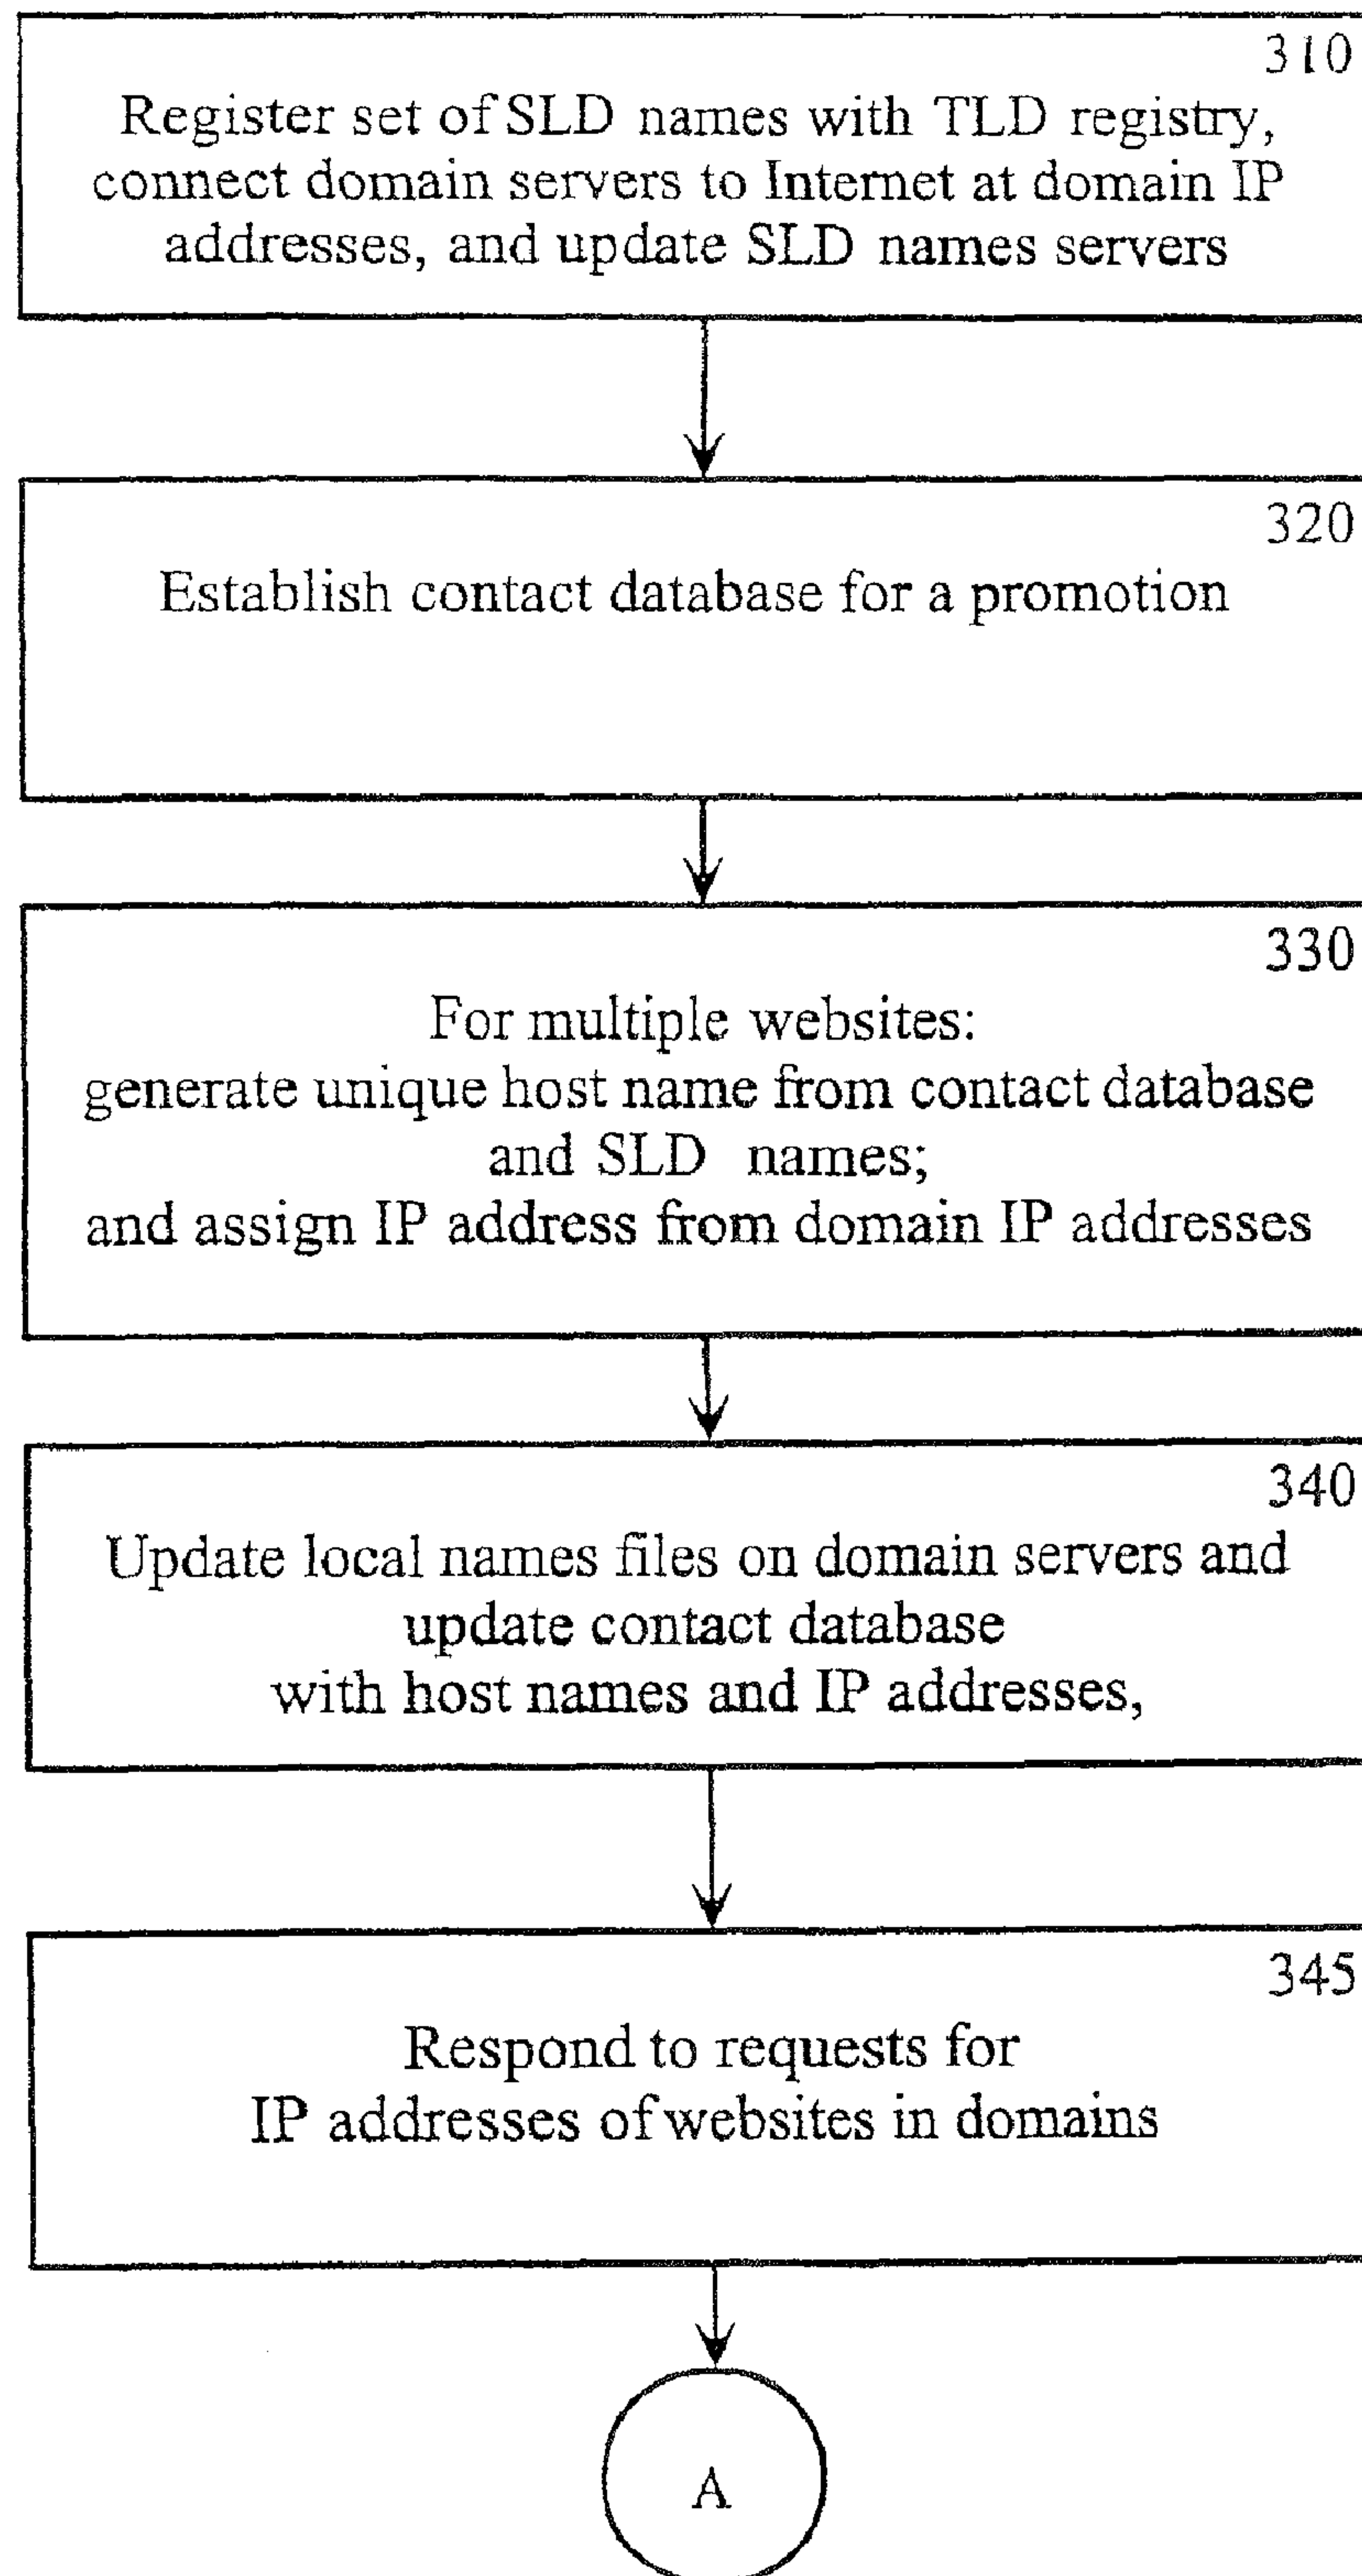 310
Register set of SLD names with TLD registry,
connect domain servers to Internet at domain IP
addresses, and update SLD names servers
320
Establish contact database for a promotion
330
For multiple websites:
generate unique host name from contact database
and SLD names;
and assign IP address from domain IP addresses
340
Update local names files on domain servers and
update contact database
with host names and IP addresses,
345
Respond to requests for
IP addresses of websites in domains
A